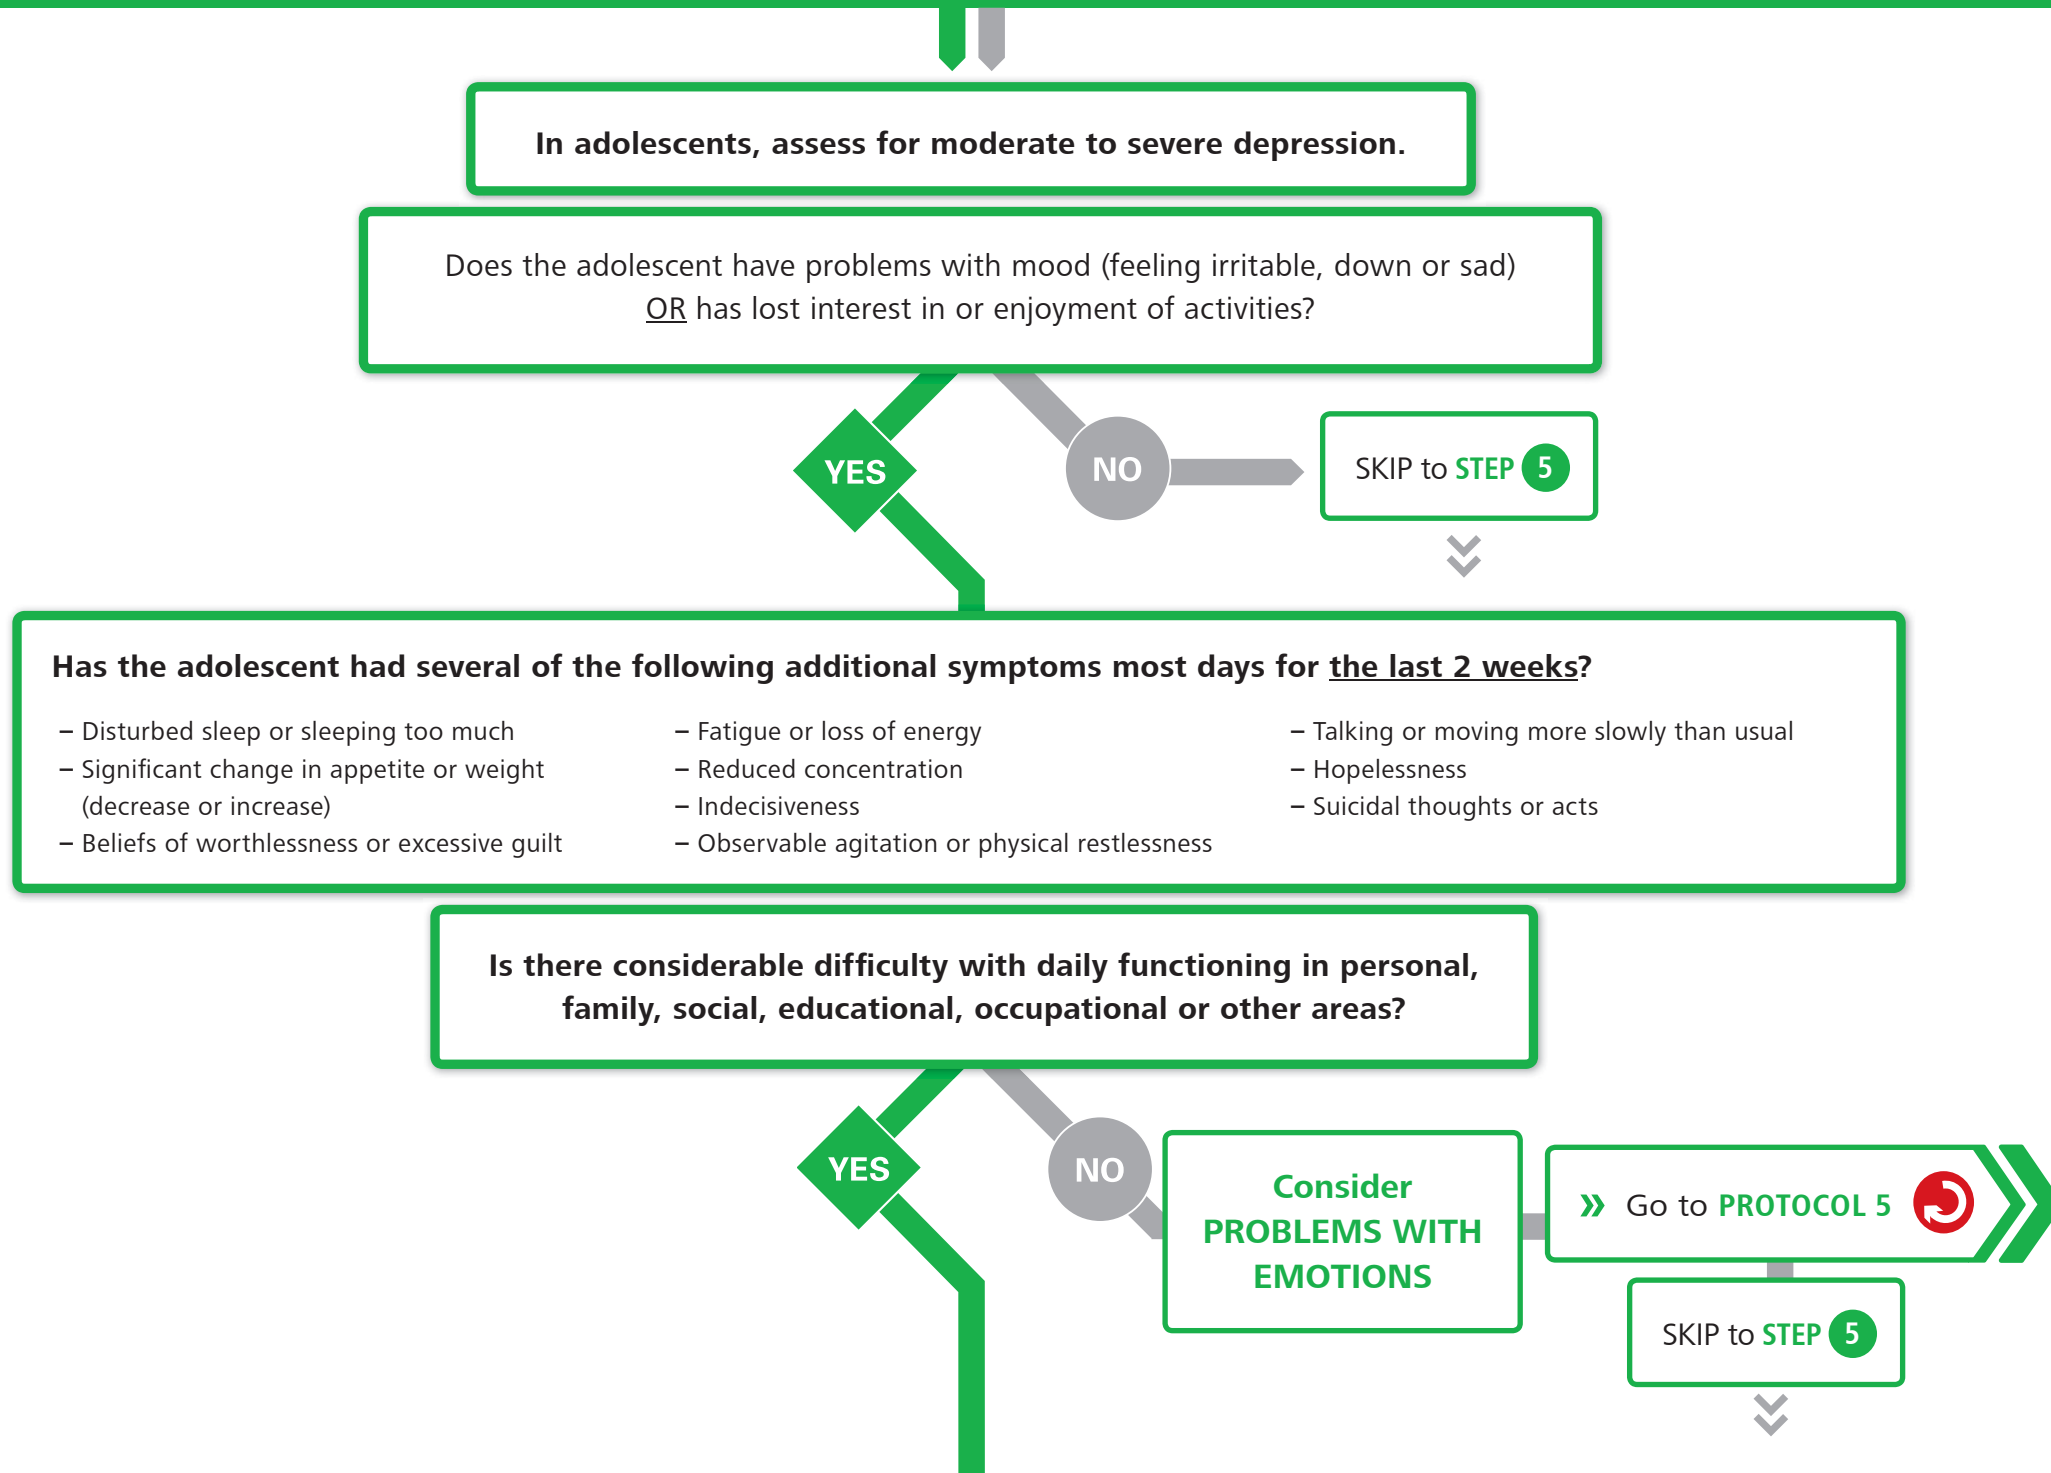 In adolescents, assess for moderate to severe depression.
Does the adolescent have problems with mood (feeling irritable, down or sad)
OR has lost interest in or enjoyment of activities?
YES
NO
SKIP to STEP 5
Has the adolescent had several of the following additional symptoms most days for the last 2 weeks?
– Disturbed sleep or sleeping too much
– Significant change in appetite or weight
(decrease or increase)
– Beliefs of worthlessness or excessive guilt
– Fatigue or loss of energy
– Reduced concentration
– Indecisiveness
– Observable agitation or physical restlessness
– Talking or moving more slowly than usual
– Hopelessness
– Suicidal thoughts or acts
Is there considerable difficulty with daily functioning in personal,
family, social, educational, occupational or other areas?
YES
NO
Consider
PROBLEMS WITH
EMOTIONS
» Go to PROTOCOL 5
SKIP to STEP 5